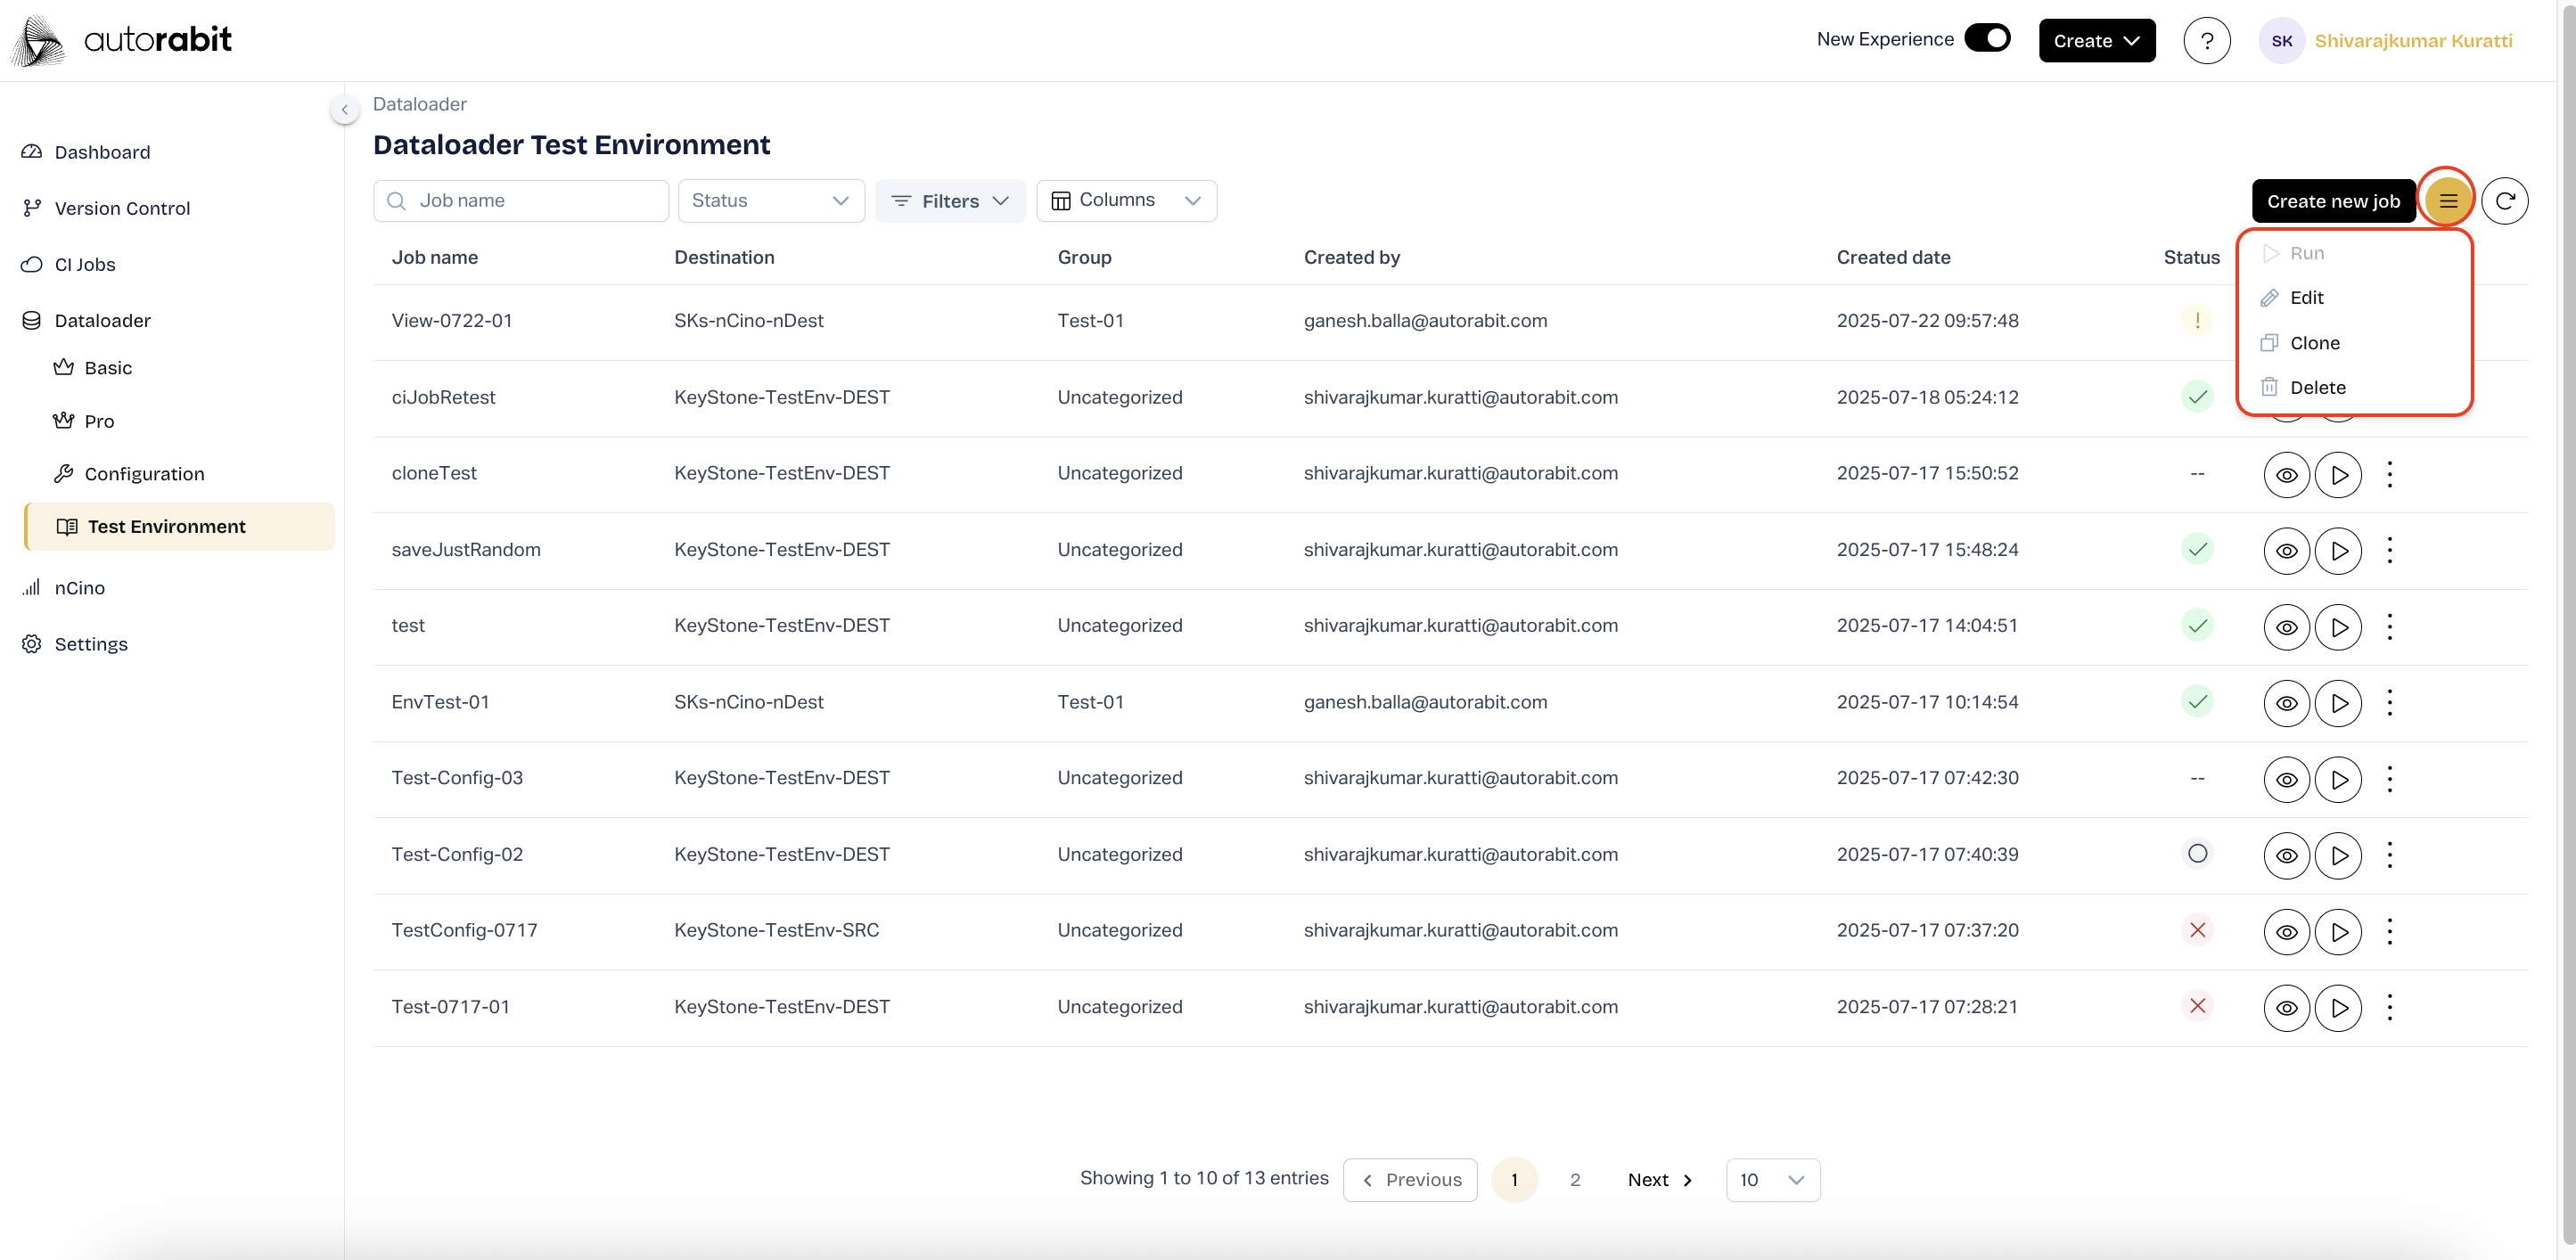 autorabit
New Experience
Create
?
SK
Shivarajkumar Kuratti
Dashboard
Version Control
CI Jobs
Dataloader
Basic
Pro
Configuration
Test Environment
nCino
Settings
Dataloader
Dataloader Test Environment
Job name
Status
Filters
Columns
Create new job
Run
Edit
Clone
Delete
Job name Destination Group Created by Created date Status
View-0722-01 SKs-nCino-nDest Test-01 ganesh.balla@autorabit.com 2025-07-22 09:57:48 !
ciJobRetest KeyStone-TestEnv-DEST Uncategorized shivarajkumar.kuratti@autorabit.com 2025-07-18 05:24:12
cloneTest KeyStone-TestEnv-DEST Uncategorized shivarajkumar.kuratti@autorabit.com 2025-07-17 15:50:52 --
saveJustRandom KeyStone-TestEnv-DEST Uncategorized shivarajkumar.kuratti@autorabit.com 2025-07-17 15:48:24
test KeyStone-TestEnv-DEST Uncategorized shivarajkumar.kuratti@autorabit.com 2025-07-17 14:04:51
EnvTest-01 SKs-nCino-nDest Test-01 ganesh.balla@autorabit.com 2025-07-17 10:14:54
Test-Config-03 KeyStone-TestEnv-DEST Uncategorized shivarajkumar.kuratti@autorabit.com 2025-07-17 07:42:30 --
Test-Config-02 KeyStone-TestEnv-DEST Uncategorized shivarajkumar.kuratti@autorabit.com 2025-07-17 07:40:39
TestConfig-0717 KeyStone-TestEnv-SRC Uncategorized shivarajkumar.kuratti@autorabit.com 2025-07-17 07:37:20
Test-0717-01 KeyStone-TestEnv-DEST Uncategorized shivarajkumar.kuratti@autorabit.com 2025-07-17 07:28:21
Showing 1 to 10 of 13 entries Previous 1 2 Next 10